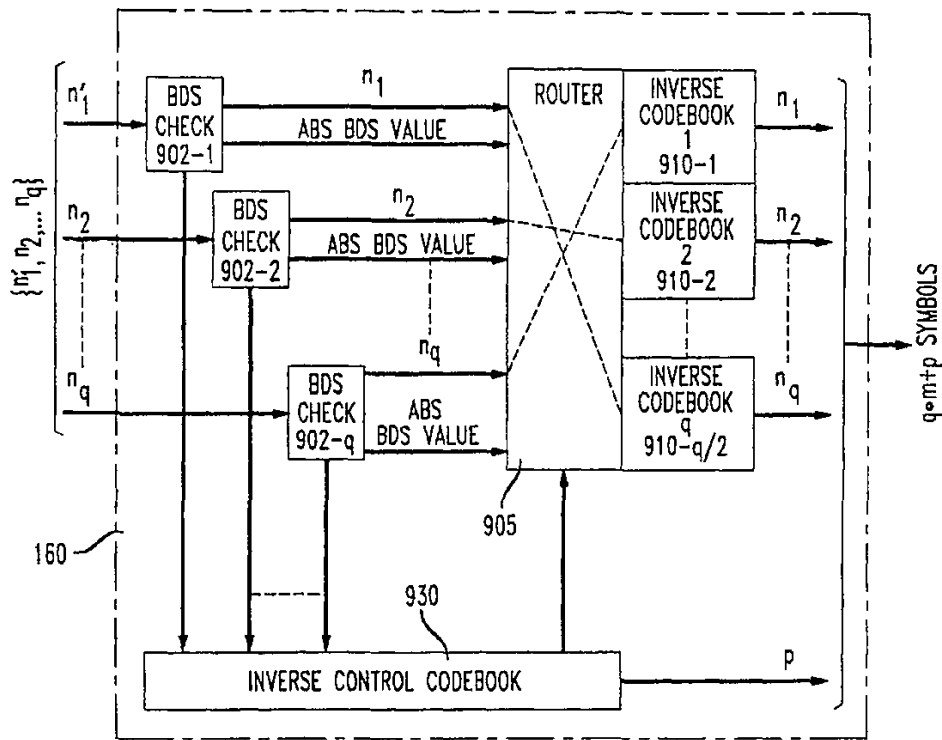 n'1
BDS
CHECK
902-1
n1
ABS BDS VALUE
ROUTER
INVERSE
CODEBOOK
1
910-1
n1
{n'1, n2,... nq}
n2
BDS
CHECK
902-2
n2
ABS BDS VALUE
INVERSE
CODEBOOK
2
910-2
n2
nq
BDS
CHECK
902-q
nq
ABS
BDS VALUE
INVERSE
CODEBOOK
q
910-q/2
nq
q∘m+p SYMBOLS
905
160
930
INVERSE CONTROL CODEBOOK
p